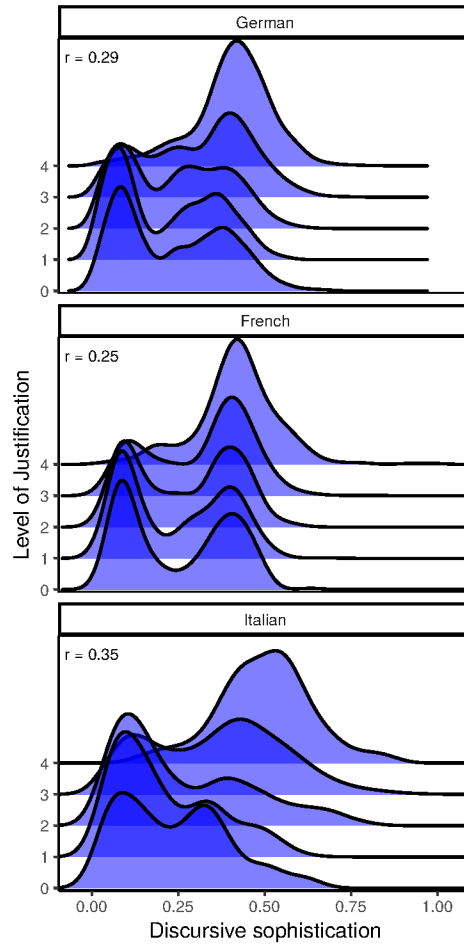 German
r = 0.29
4
3
2
1
0
French
r = 0.25
4
3
2
1
0
Italian
r = 0.35
4
3
2
1
0
0.00 0.25 0.50 0.75 1.00
Discursive sophistication
Level of Justification